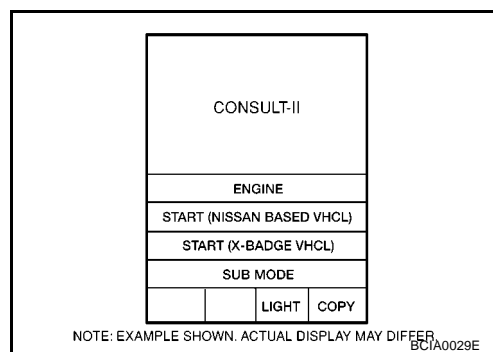 CONSULT-II
ENGINE
START (NISSAN BASED VHCL)
START (X-BADGE VHCL)
SUB MODE
LIGHT COPY
NOTE: EXAMPLE SHOWN. ACTUAL DISPLAY MAY DIFFER.
BCIA0029E